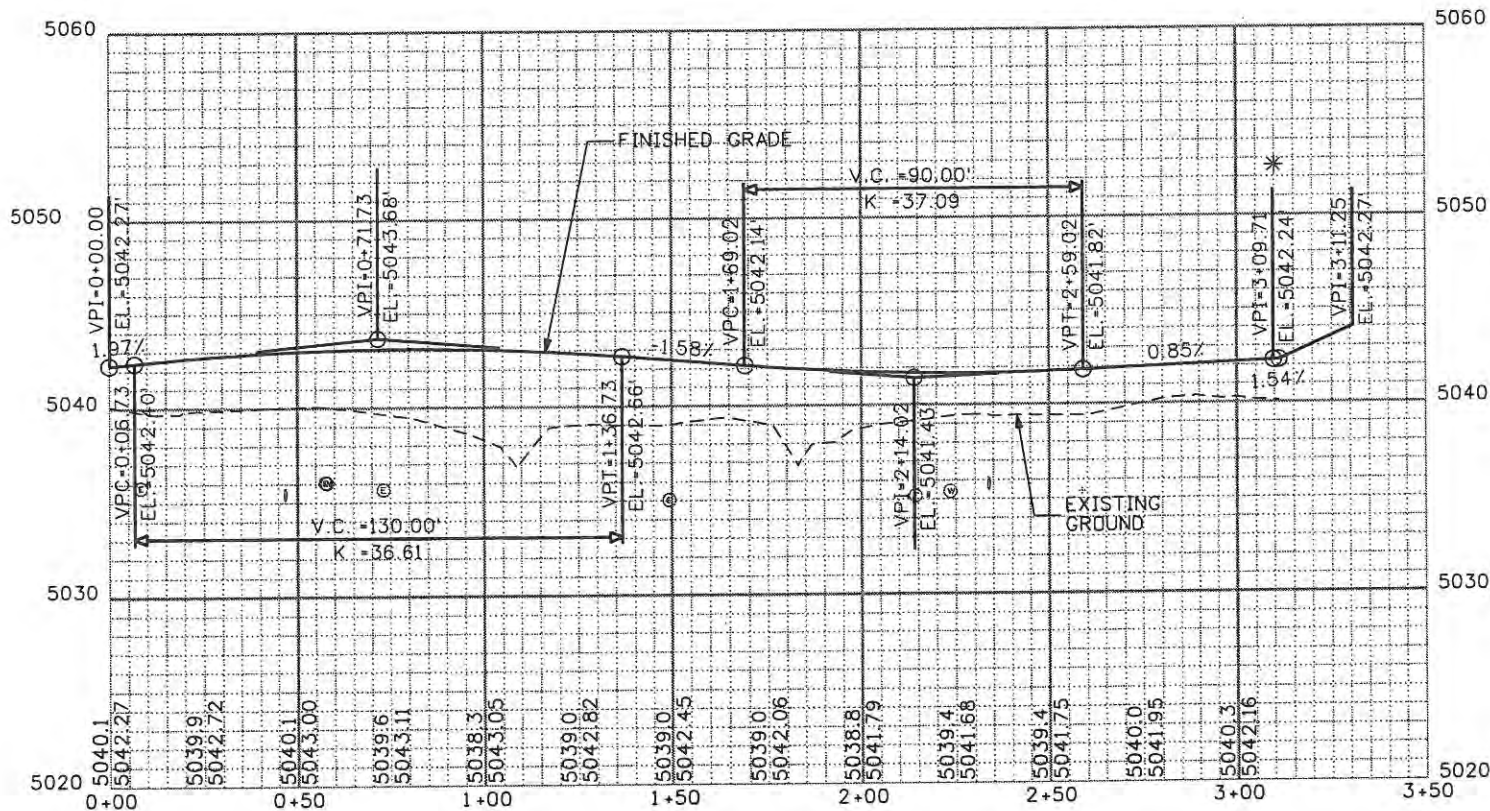 5060
5060
FINISHED GRADE
V.C. =90.00'
K =37.09
5050
5050
VPI=0+00.00
EL.=5042.27'
VPI=0+71.73
EL.=5043.68'
VPC=1+69.02
EL.=5042.14'
VPT=2+59.02
EL.=5041.82'
*
VPI=3+09.71
EL.=5042.24'
VPI=3+11.25
EL.=5042.27'
1.97%
-1.58%
0.85%
1.54%
5040
5040
VPC=0+06.73
EL.=5042.40'
VPT=1+36.73
EL.=5042.66'
VPI=2+14.02
EL.=5041.43'
EXISTING
GROUND
V.C. =130.00'
K =36.61
5030
5030
5040.1
5042.27
5039.9
5042.72
5040.1
5043.00
5039.6
5043.11
5038.3
5043.05
5039.0
5042.82
5039.0
5042.45
5039.0
5042.06
5038.8
5041.79
5039.4
5041.68
5039.4
5041.75
5040.0
5041.95
5040.3
5042.16
5020
5020
0+00
0+50
1+00
1+50
2+00
2+50
3+00
3+50